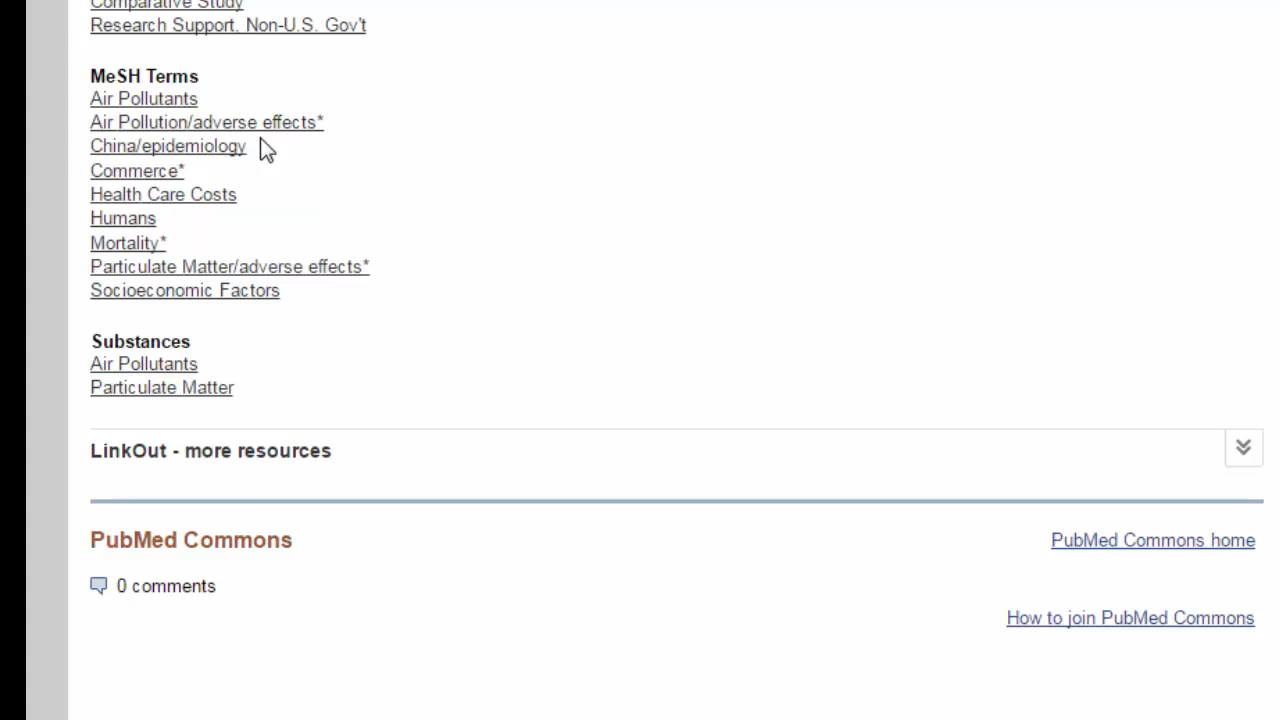 Comparative Study
Research Support, Non-U.S. Gov't
MeSH Terms
Air Pollutants
Air Pollution/adverse effects*
China/epidemiology
Commerce*
Health Care Costs
Humans
Mortality*
Particulate Matter/adverse effects*
Socioeconomic Factors
Substances
Air Pollutants
Particulate Matter
LinkOut - more resources
PubMed Commons
PubMed Commons home
0 comments
How to join PubMed Commons